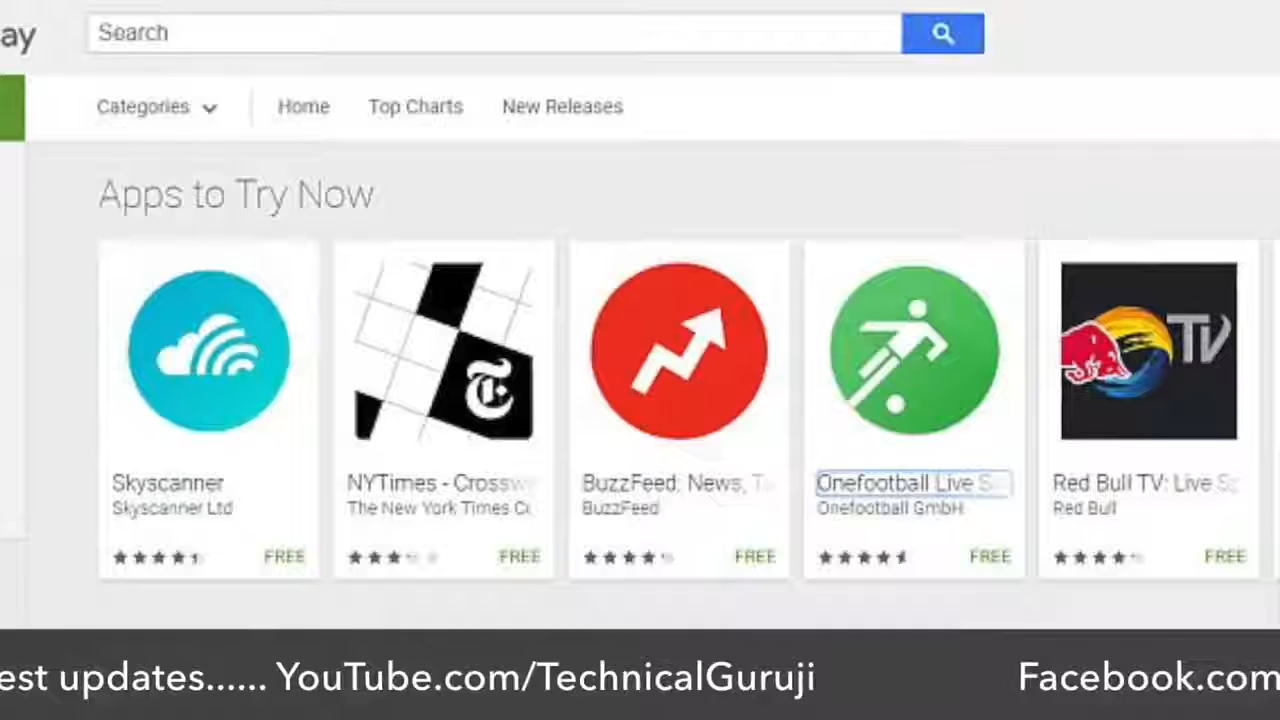 ay Search
Categories Home Top Charts New Releases
Apps to Try Now
TV
Skyscanner
Skyscanner Ltd
FREE
NYTimes - Crossw
The New York Times C
FREE
BuzzFeed: News, T
BuzzFeed
FREE
Onefootball Live S
Onefootball GmbH
FREE
Red Bull TV: Live Sp
Red Bull
FREE
est updates...... YouTube.com/TechnicalGuruji Facebook.com